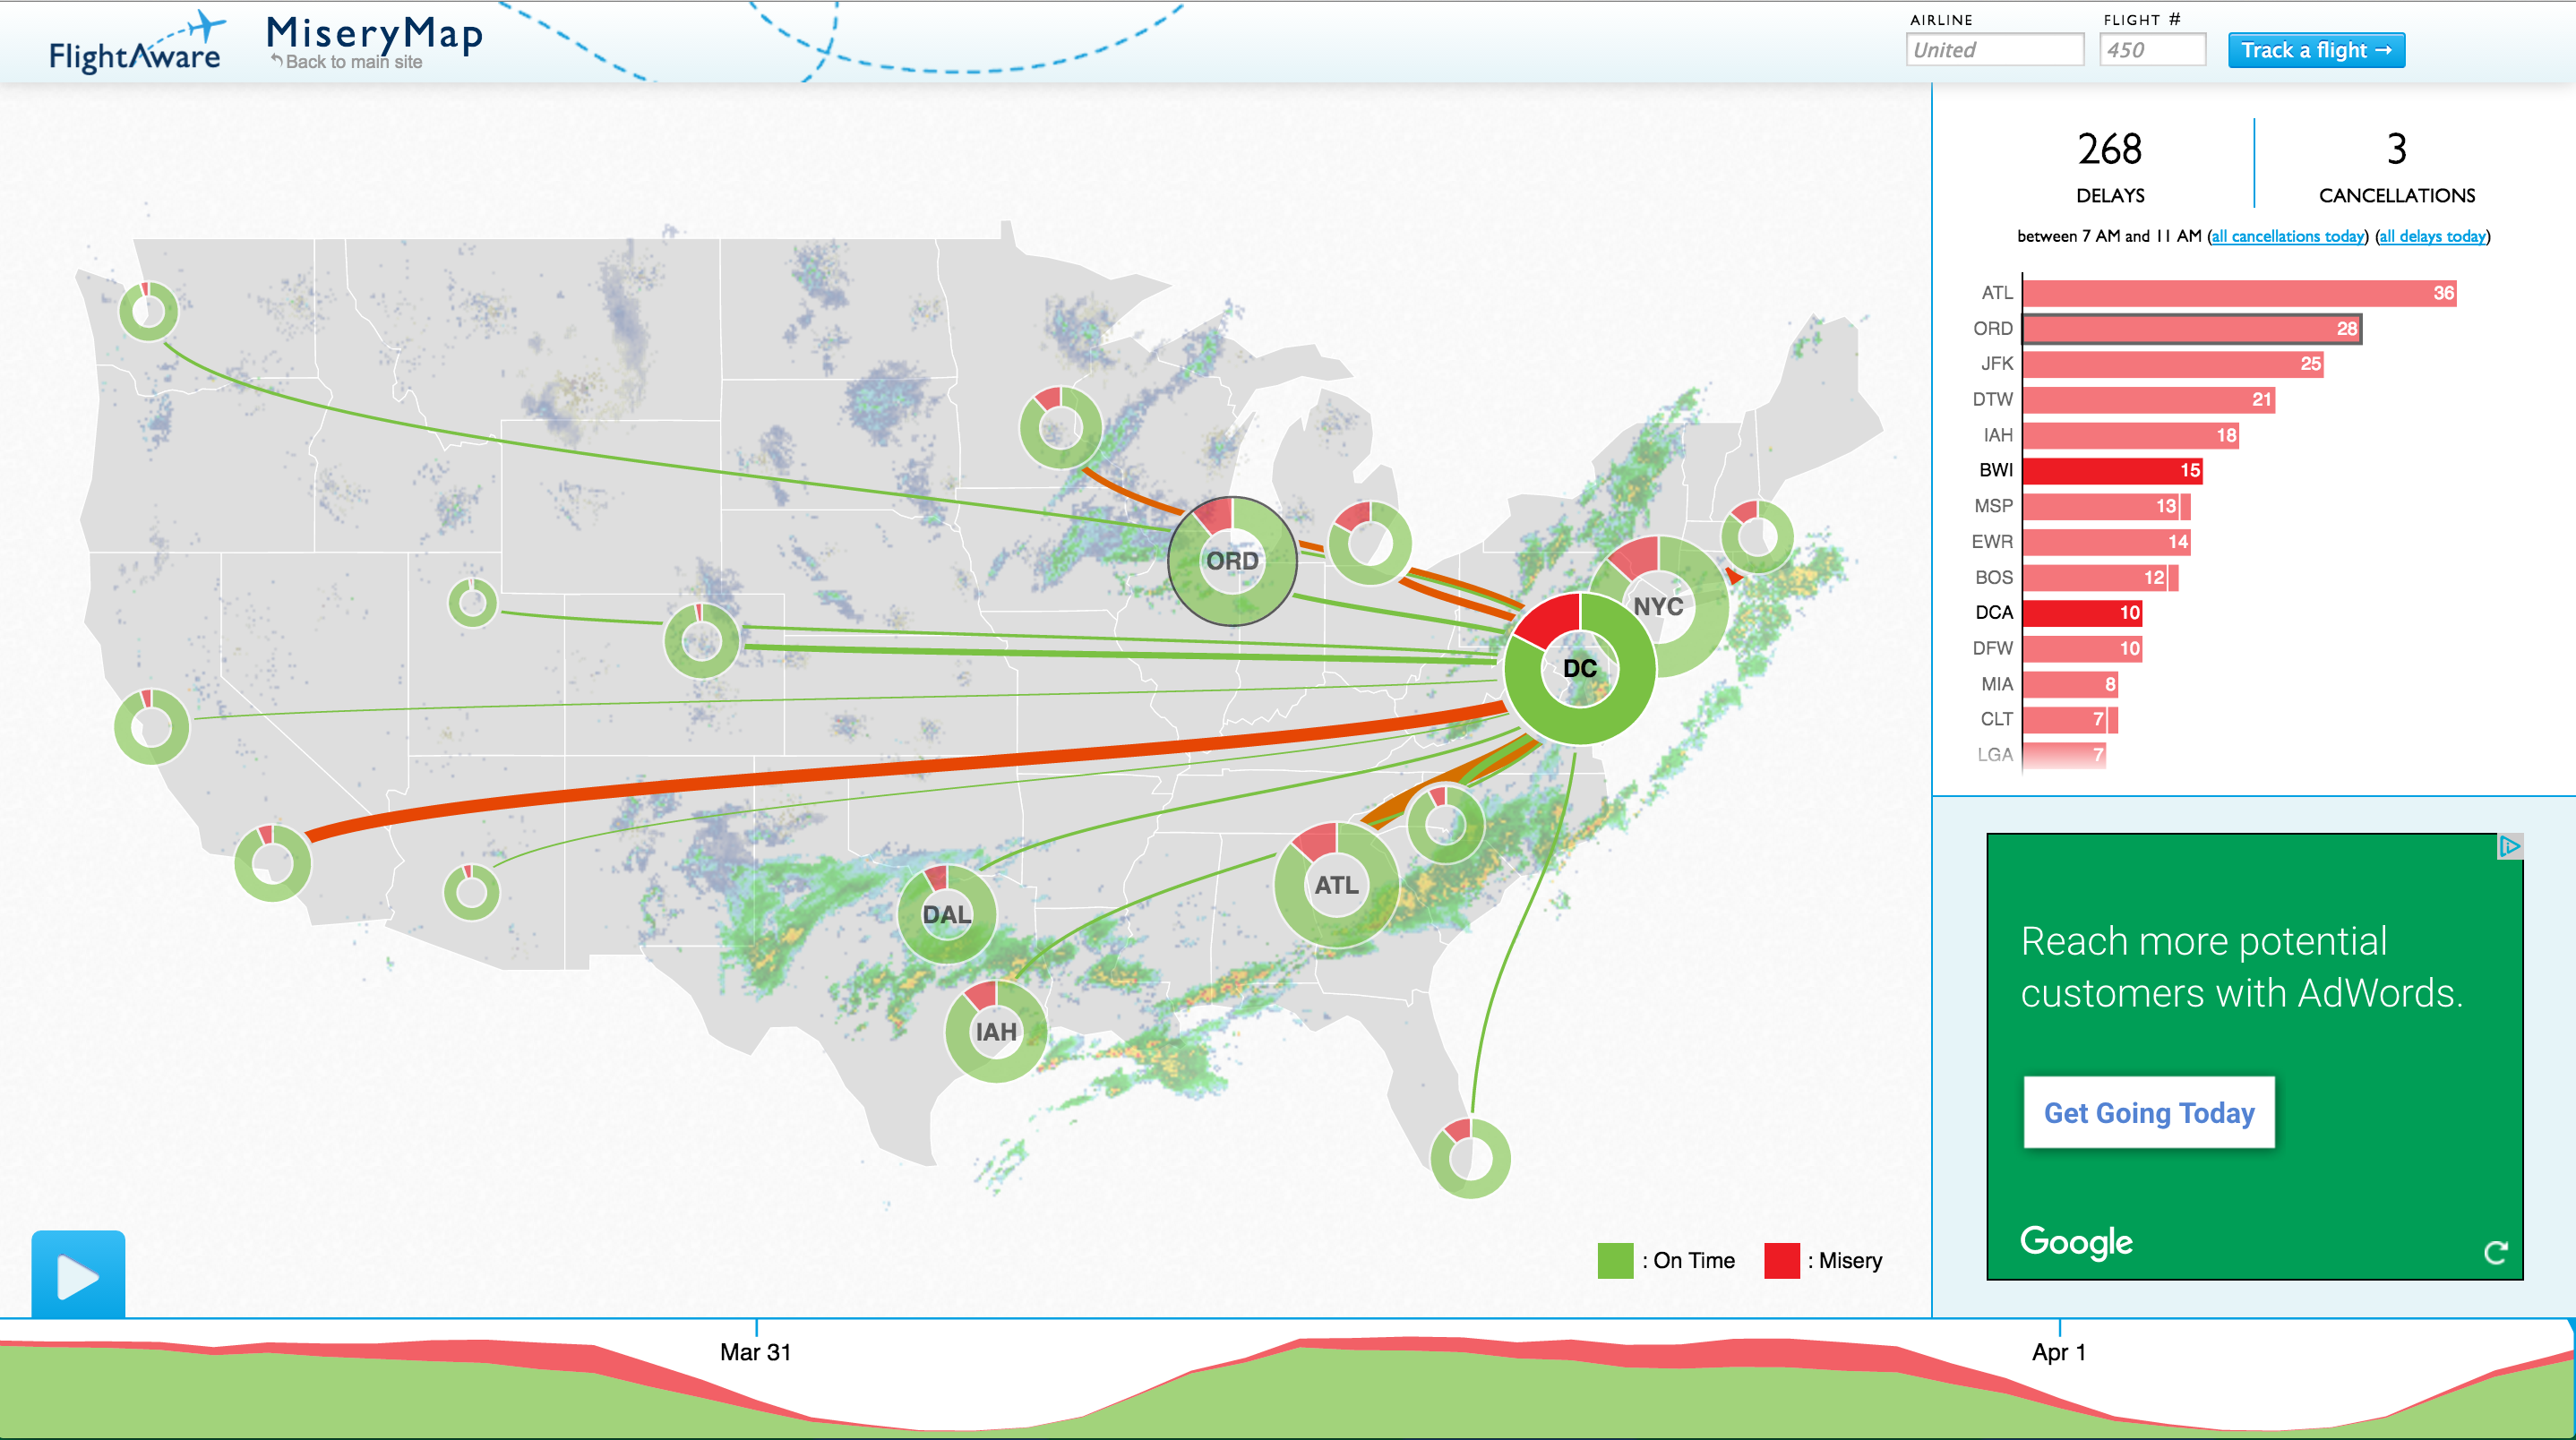 FlightAware
MiseryMap
Back to main site
AIRLINE
FLIGHT #
United
450
Track a flight →
268
DELAYS
3
CANCELLATIONS
between 7 AM and 11 AM (all cancellations today) (all delays today)
ATL 36
ORD 28
JFK 25
DTW 21
IAH 18
BWI 15
MSP 13
EWR 14
BOS 12
DCA 10
DFW 10
MIA 8
CLT 7
LGA 7
ORD
NYC
DC
DAL
ATL
IAH
: On Time
: Misery
Reach more potential
customers with AdWords.
Get Going Today
Google
Mar 31
Apr 1